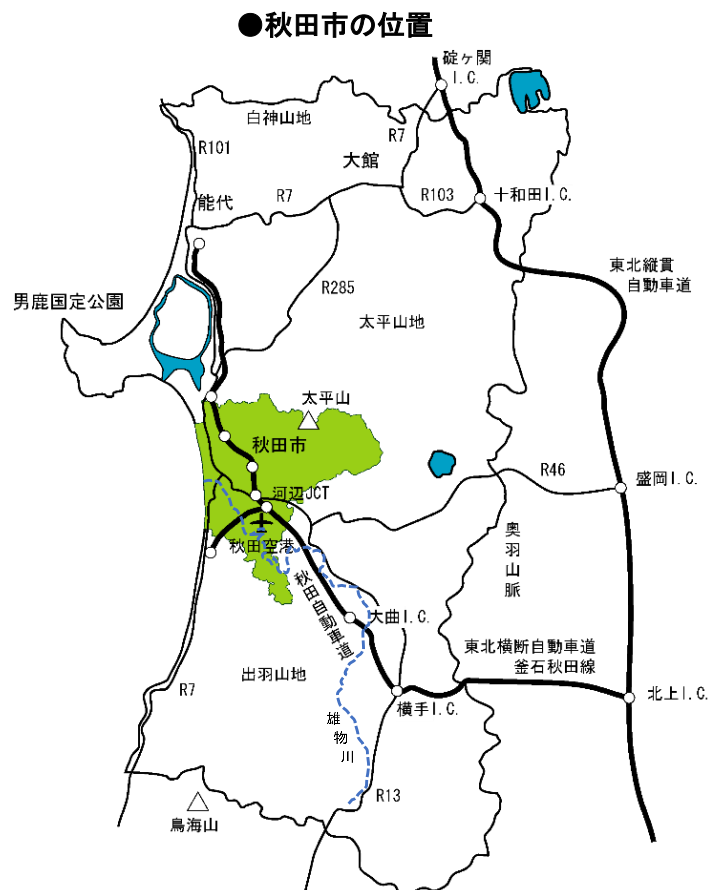 ●秋田市の位置
碇ヶ関
I.C.
白神山地
R7
R101
大館
能代
R7
R103
十和田I.C.
東北縦貫
自動車道
R285
男鹿国定公園
太平山地
太平山
秋田市
R46
盛岡I.C.
河辺JCT
奥羽山脈
秋田空港
秋田自動車道
大曲I.C.
東北横断自動車道
釜石秋田線
出羽山地
R7
北上I.C.
横手I.C.
雄物川
R13
鳥海山